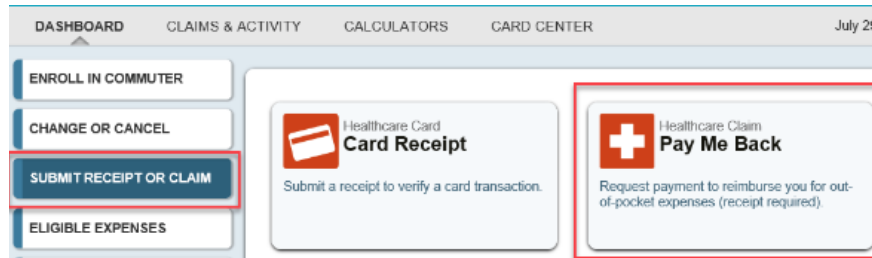 DASHBOARD CLAIMS & ACTIVITY CALCULATORS CARD CENTER July 29
ENROLL IN COMMUTER
CHANGE OR CANCEL
SUBMIT RECEIPT OR CLAIM
ELIGIBLE EXPENSES
Healthcare Card
Card Receipt
Submit a receipt to verify a card transaction.
Healthcare Claim
Pay Me Back
Request payment to reimburse you for out-
of-pocket expenses (receipt required).